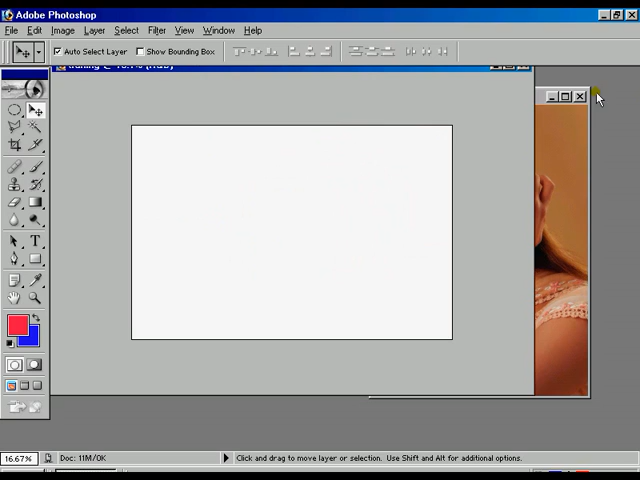 Adobe Photoshop
File Edit Image Layer Select Filter View Window Help
Auto Select Layer Show Bounding Box
16.67% Doc: 11M/0K Click and drag to move layer or selection. Use Shift and Alt for additional options.